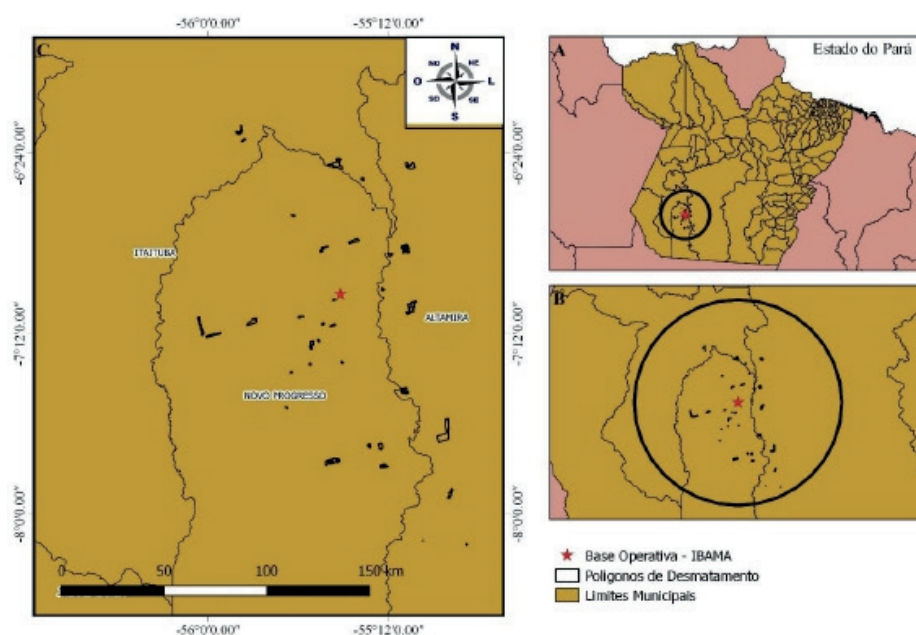 -56°0'0.00"
-55°12'0.00"
C
N
NO
NE
O
L
SO
SE
S
-6°24'0.00"
-6°24'0.00"
ITAITUBA
ALTAMIRA
-7°12'0.00"
-7°12'0.00"
NOVO PROGRESSO
-8°0'0.00"
-8°0'0.00"
0
50
100
150 km
-56°0'0.00"
-55°12'0.00"
A
Estado do Pará
B
Base Operativa - IBAMA
Polígonos de Desmatamento
Limites Municipais